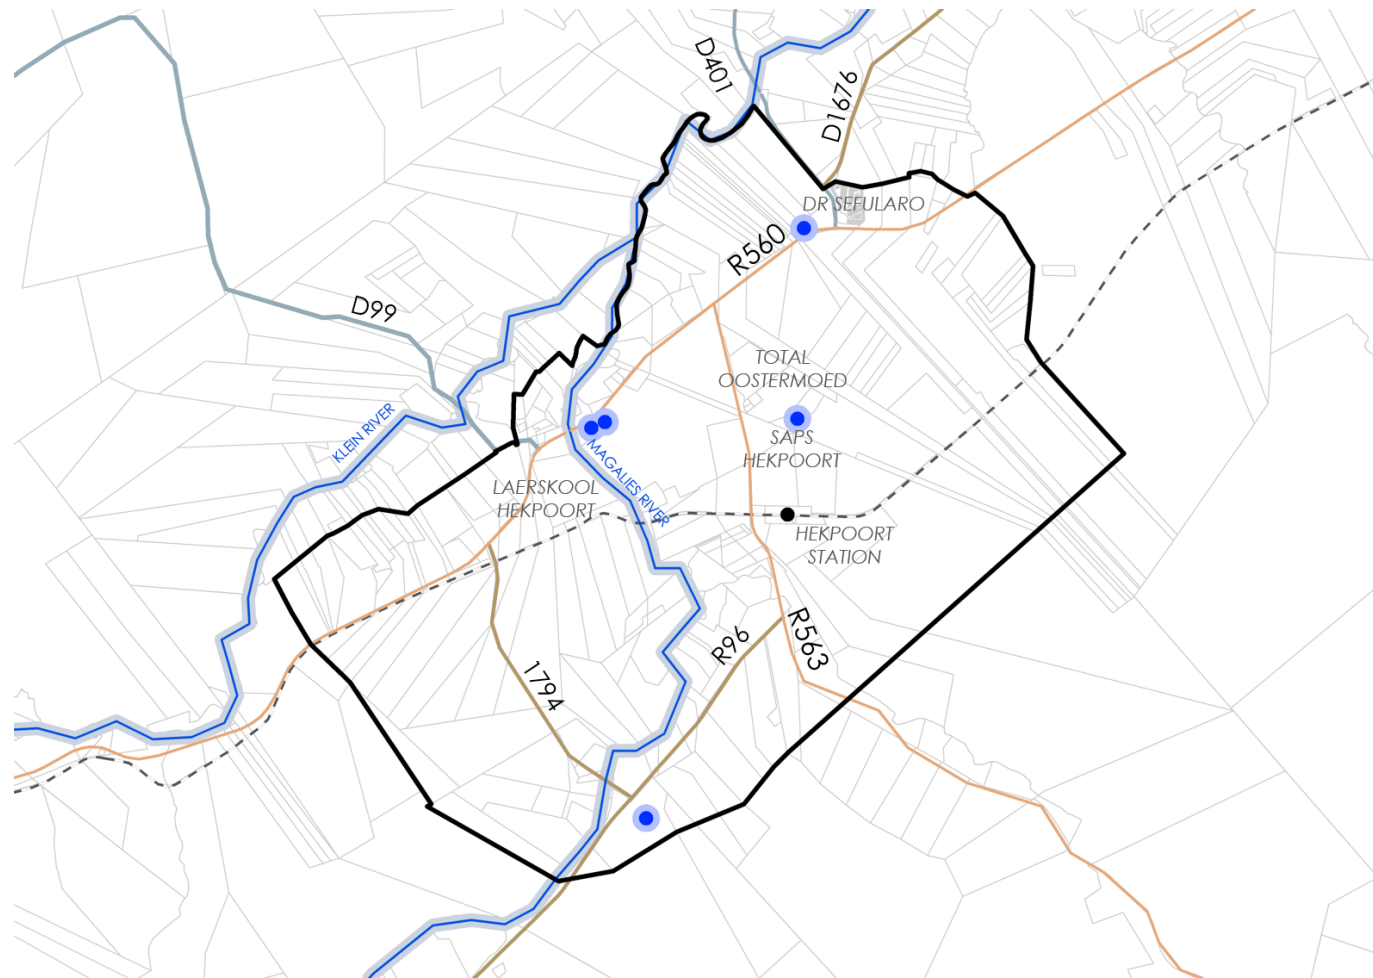 D401
D1676
DR SEFULARO
R560
D99
TOTAL
OOSTERMOED
KLEIN RIVER
SAPS
HEKPOORT
MAGALIES RIVER
LAERSKOOL
HEKPOORT
HEKPOORT
STATION
R96
R563
1794